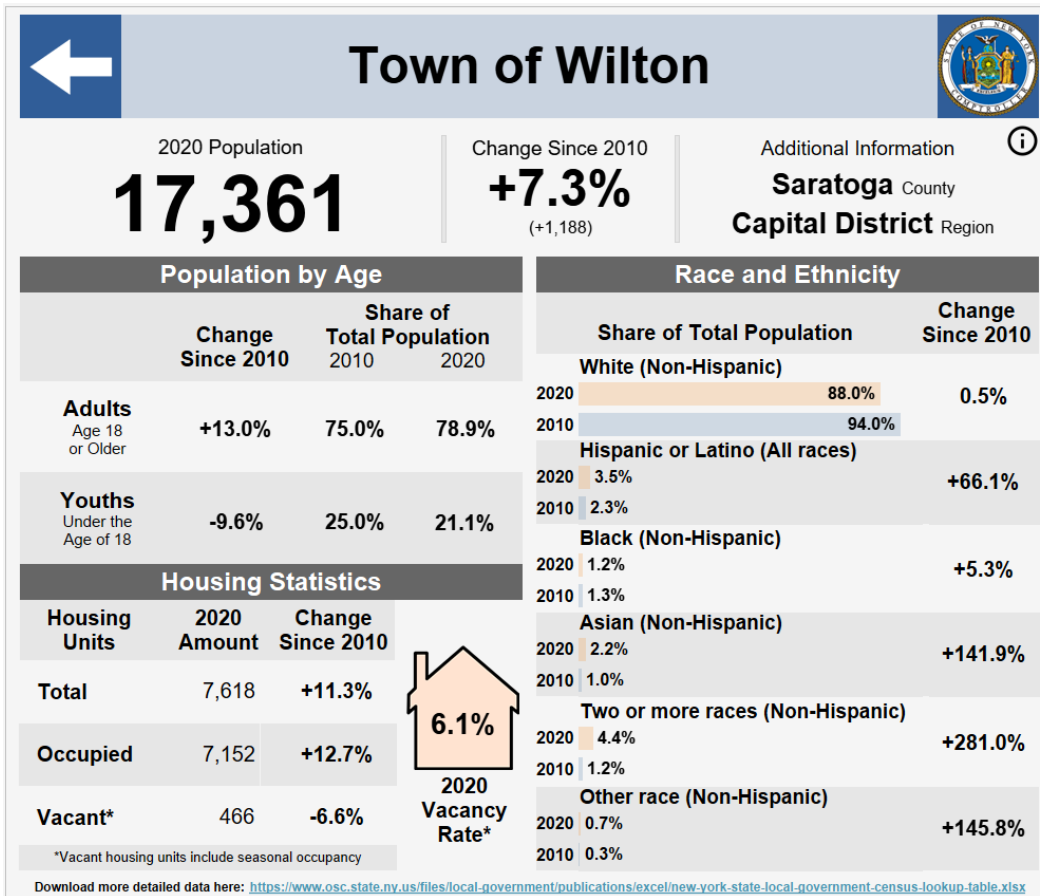 Town of Wilton
STATE OF NEW YORK
COMPTROLLER
2020 Population
17,361
Change Since 2010
+7.3%
(+1,188)
Additional Information
Saratoga County
Capital District Region
Population by Age
Change Since 2010
Share of Total Population
2010 2020
Adults
Age 18
or Older
+13.0% 75.0% 78.9%
Youths
Under the
Age of 18
-9.6% 25.0% 21.1%
Housing Statistics
Housing Units
2020 Amount
Change Since 2010
Total 7,618 +11.3%
Occupied 7,152 +12.7%
Vacant* 466 -6.6%
*Vacant housing units include seasonal occupancy
6.1%
2020
Vacancy
Rate*
Race and Ethnicity
Share of Total Population
Change
Since 2010
White (Non-Hispanic)
2020 88.0%
2010 94.0%
0.5%
Hispanic or Latino (All races)
2020 3.5%
2010 2.3%
+66.1%
Black (Non-Hispanic)
2020 1.2%
2010 1.3%
+5.3%
Asian (Non-Hispanic)
2020 2.2%
2010 1.0%
+141.9%
Two or more races (Non-Hispanic)
2020 4.4%
2010 1.2%
+281.0%
Other race (Non-Hispanic)
2020 0.7%
2010 0.3%
+145.8%
Download more detailed data here: https://www.osc.state.ny.us/files/local-government/publications/excel/new-york-state-local-government-census-lookup-table.xlsx